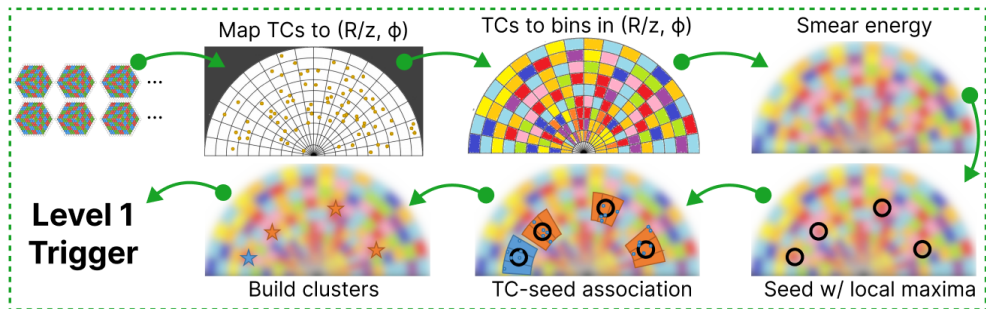 Map TCs to (R/z, ϕ)
TCs to bins in (R/z, ϕ)
Smear energy
...
...
Level 1
Trigger
Build clusters
TC-seed association
Seed w/ local maxima